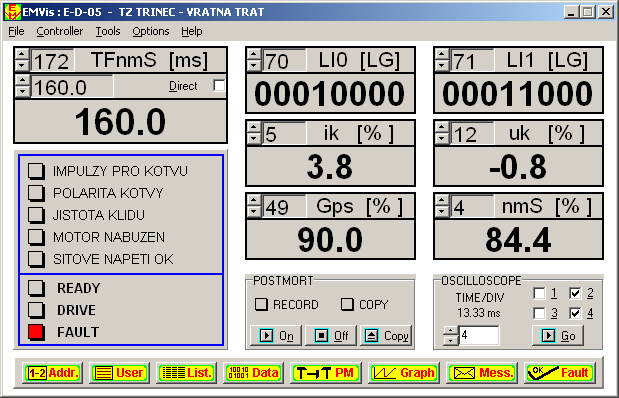 EMVis : E-D-05 - TZ TRINEC - VRATNA TRAT
File Controller Tools Options Help
172 TFnmS [ms]
160.0 Direct
160.0
70 LI0 [LG]
00010000
71 LI1 [LG]
00011000
5 ik [% ]
3.8
12 uk [% ]
-0.8
49 Gps [% ]
90.0
4 nmS [% ]
84.4
IMPULZY PRO KOTVU
POLARITA KOTVY
JISTOTA KLIDU
MOTOR NABUZEN
SITOVE NAPETI OK
READY
DRIVE
FAULT
POSTMORT
RECORD COPY
On Off Copy
OSCILLOSCOPE
TIME/DIV 1 2
13.33 ms 3 4
4 Go
1-2 Addr. User List. 10010 01001 Data T→T PM Graph Mess. OK Fault